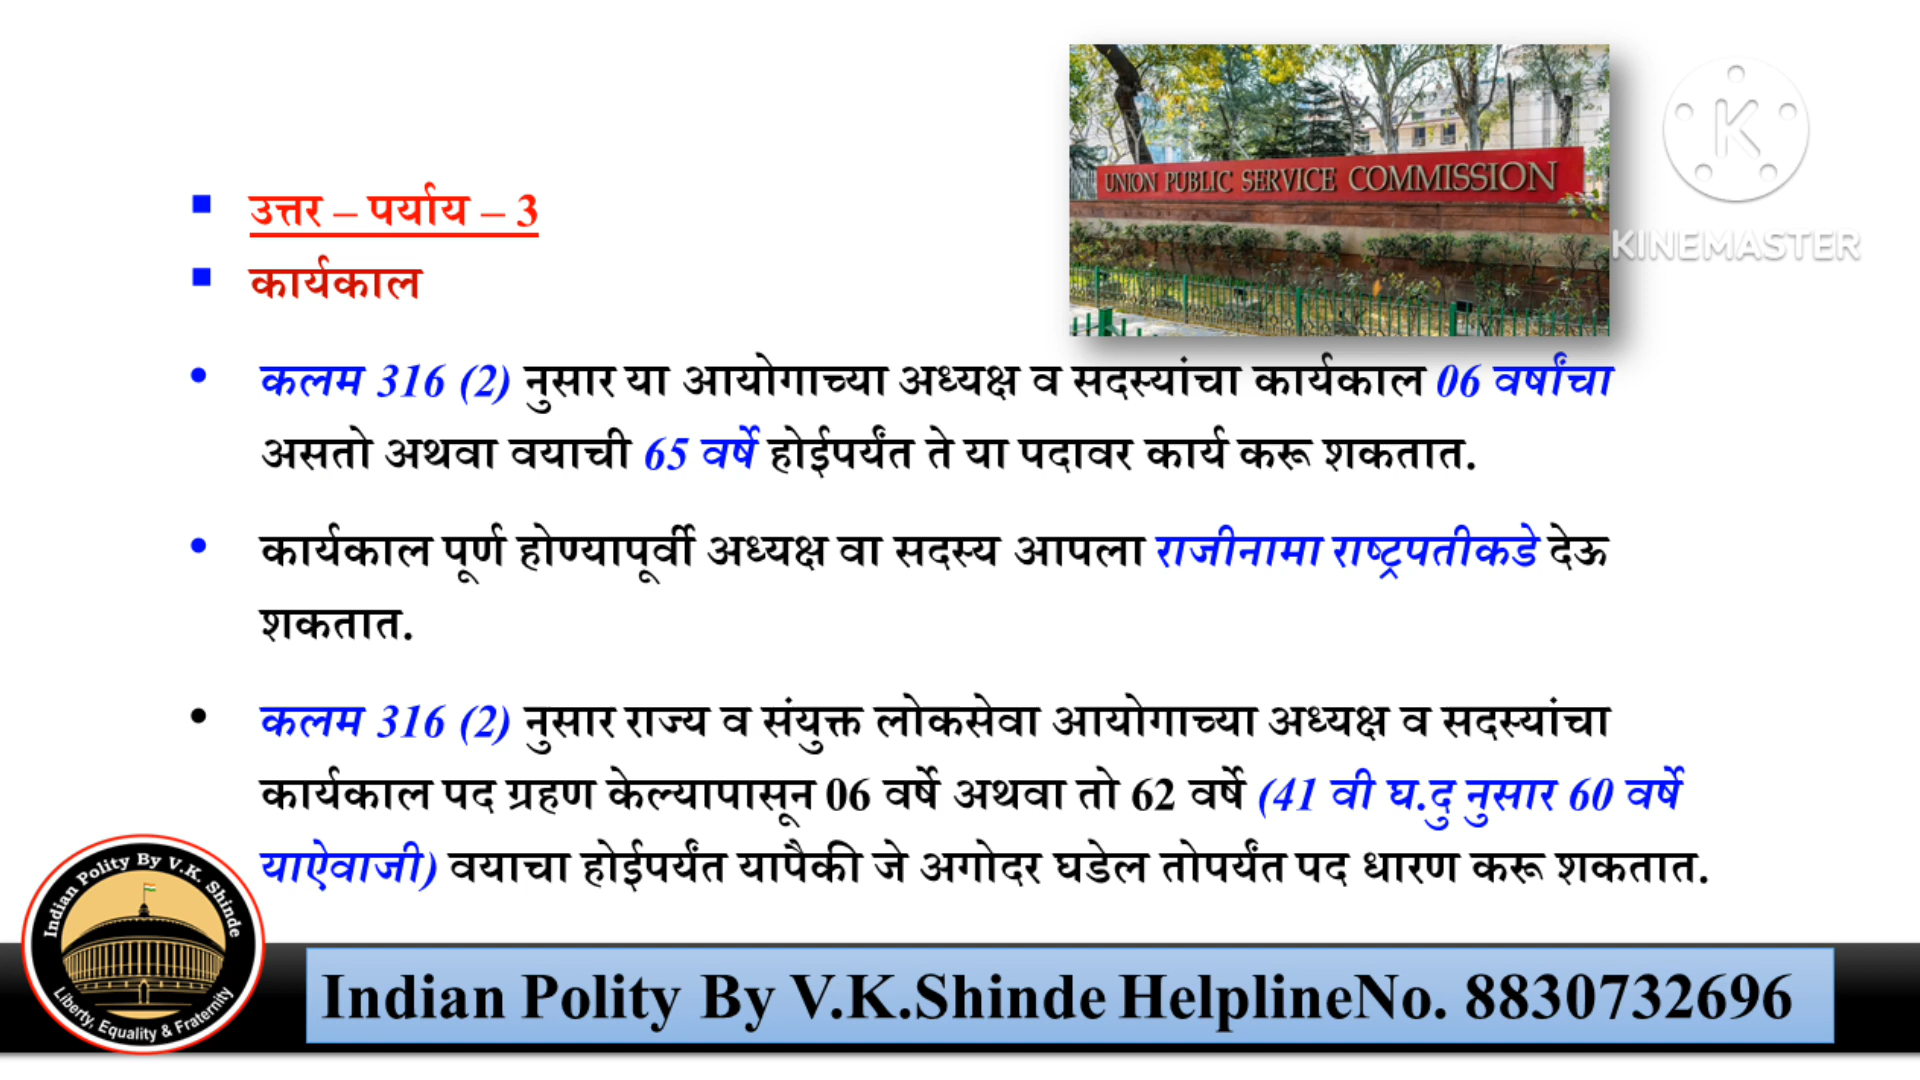 UNION PUBLIC SERVICE COMMISSION
K
KINEMASTER
उत्तर – पर्याय – 3
कार्यकाल
कलम 316 (2) नुसार या आयोगाच्या अध्यक्ष व सदस्यांचा कार्यकाल 06 वर्षांचा
असतो अथवा वयाची 65 वर्षे होईपर्यंत ते या पदावर कार्य करू शकतात.
कार्यकाल पूर्ण होण्यापूर्वी अध्यक्ष वा सदस्य आपला राजीनामा राष्ट्रपतीकडे देऊ
शकतात.
कलम 316 (2) नुसार राज्य व संयुक्त लोकसेवा आयोगाच्या अध्यक्ष व सदस्यांचा
कार्यकाल पद ग्रहण केल्यापासून 06 वर्षे अथवा तो 62 वर्षे (41 वी घ.दु नुसार 60 वर्षे
याऐवाजी) वयाचा होईपर्यंत यापैकी जे अगोदर घडेल तोपर्यंत पद धारण करू शकतात.
Indian Polity By V.K. Shinde
Liberty, Equality & Fraternity
Indian Polity By V.K.Shinde HelplineNo. 8830732696